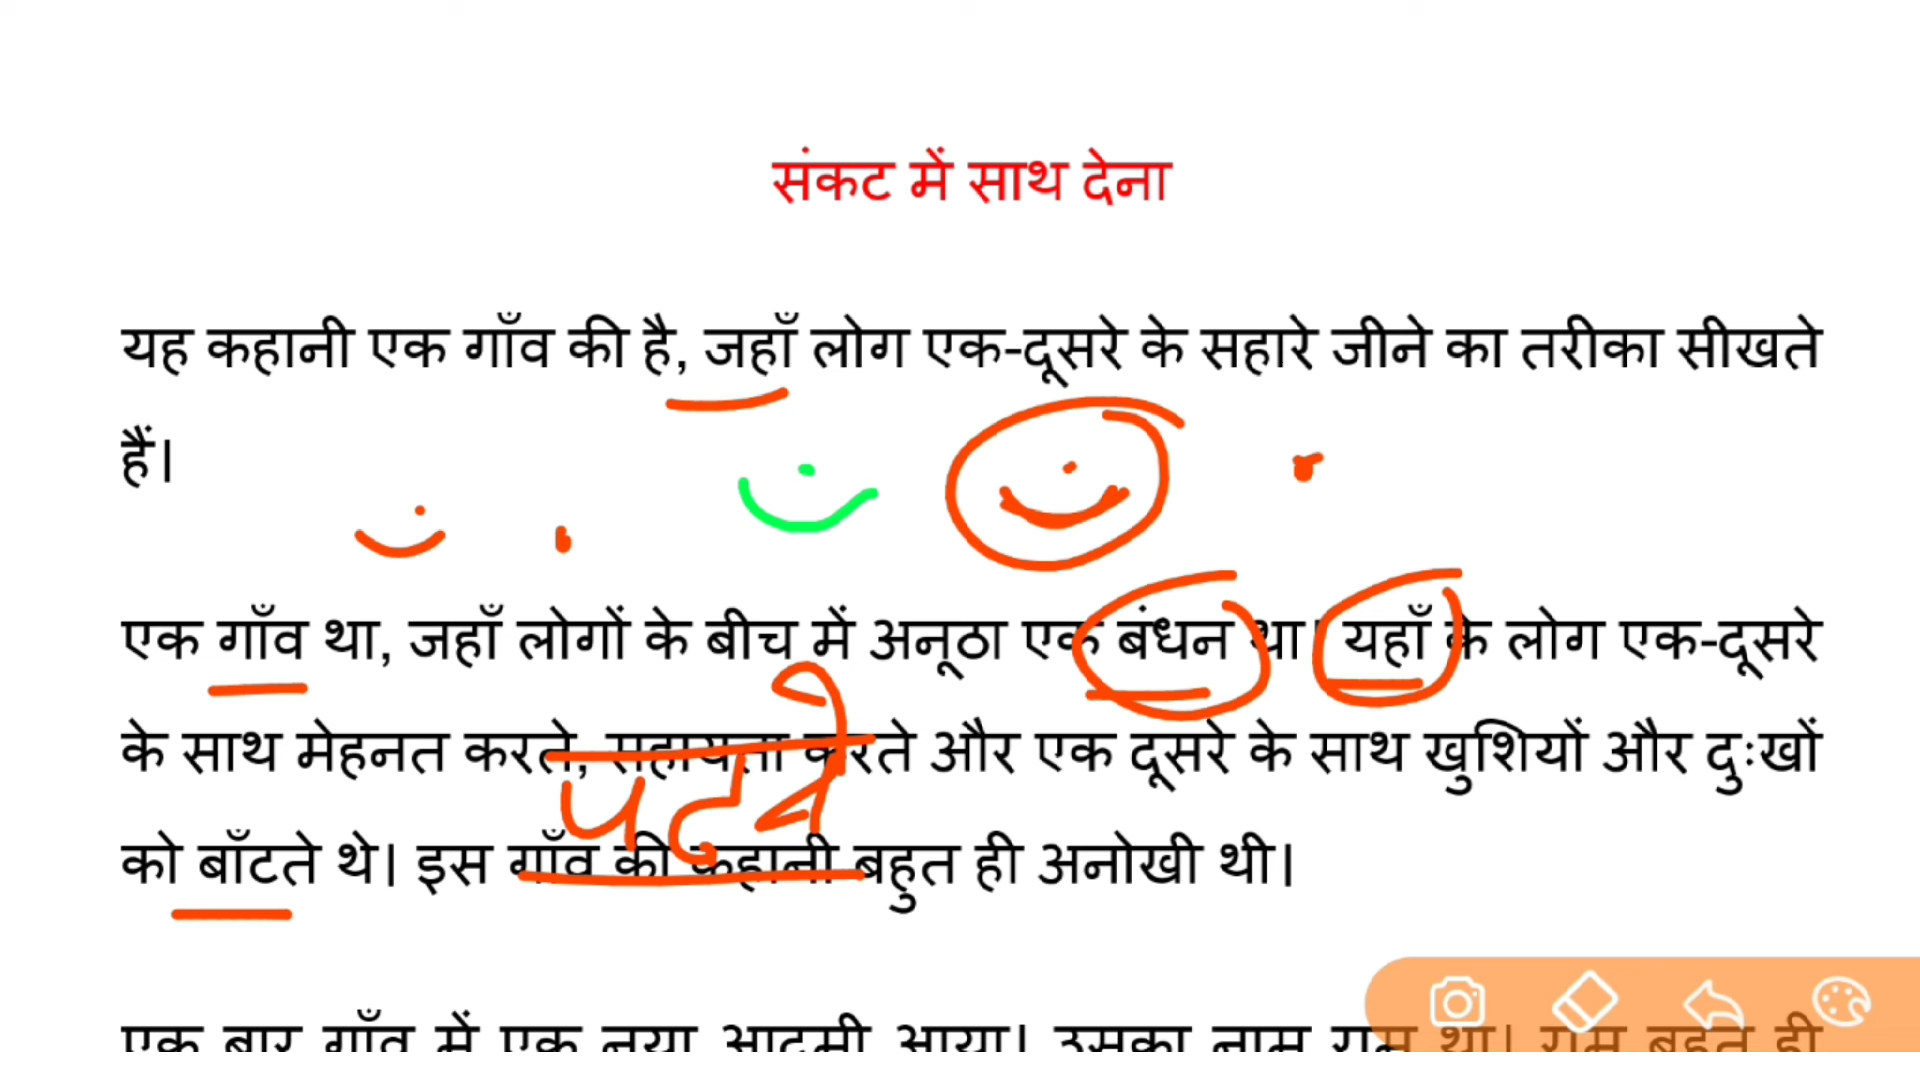 संकट में साथ देना
यह कहानी एक गाँव की है, जहाँ लोग एक-दूसरे के सहारे जीने का तरीका सीखते
हैं।
एक गाँव था, जहाँ लोगों के बीच में अनूठा एक बंधन था। यहाँ के लोग एक-दूसरे
के साथ मेहनत करते, सहायता करते और एक दूसरे के साथ खुशियों और दुःखों
को बाँटते थे। इस गाँव की कहानी बहुत ही अनोखी थी।
एक बार गाँव में एक नया आदमी आया। उसका नाम राम था। राम बहुत ही